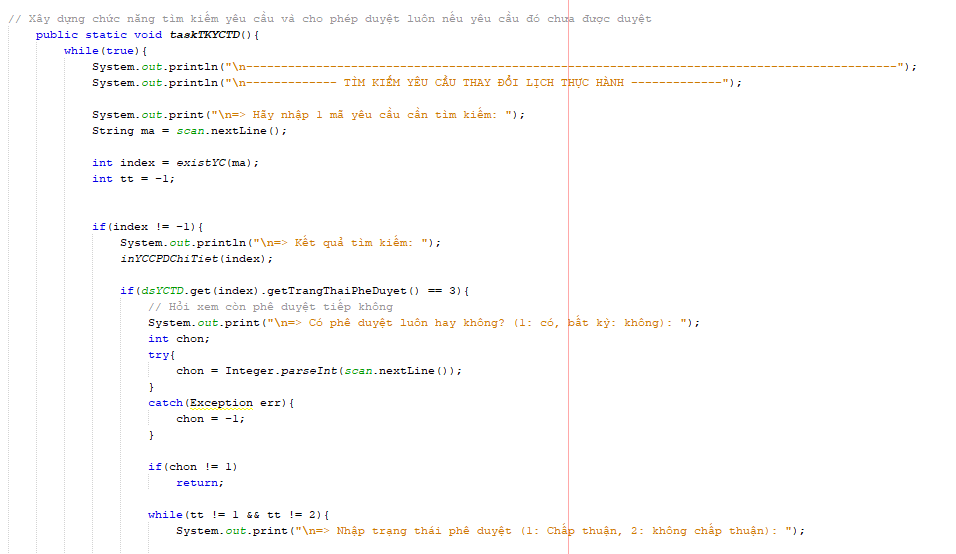 // Xây dựng chức năng tìm kiếm yêu cầu và cho phép duyệt luôn nếu yêu cầu đó chưa được duyệt
public static void taskTKYCTD(){
while(true){
System.out.println("\n---------------------------------------------------------------------------------------------");
System.out.println("\n------------- TÌM KIẾM YÊU CẦU THAY ĐỔI LỊCH THỰC HÀNH -------------");
System.out.print("\n=> Hãy nhập 1 mã yêu cầu cần tìm kiếm: ");
String ma = scan.nextLine();
int index = existYC(ma);
int tt = -1;
if(index != -1){
System.out.println("\n=> Kết quả tìm kiếm: ");
inYCCPDChiTiet(index);
if(dsYCTD.get(index).getTrangThaiPheDuyet() == 3){
// Hỏi xem còn phê duyệt tiếp không
System.out.print("\n=> Có phê duyệt luôn hay không? (1: có, bất kỳ: không): ");
int chon;
try{
chon = Integer.parseInt(scan.nextLine());
}
catch(Exception err){
chon = -1;
}
if(chon != 1)
return;
while(tt != 1 && tt != 2){
System.out.print("\n=> Nhập trạng thái phê duyệt (1: Chấp thuận, 2: không chấp thuận): ");